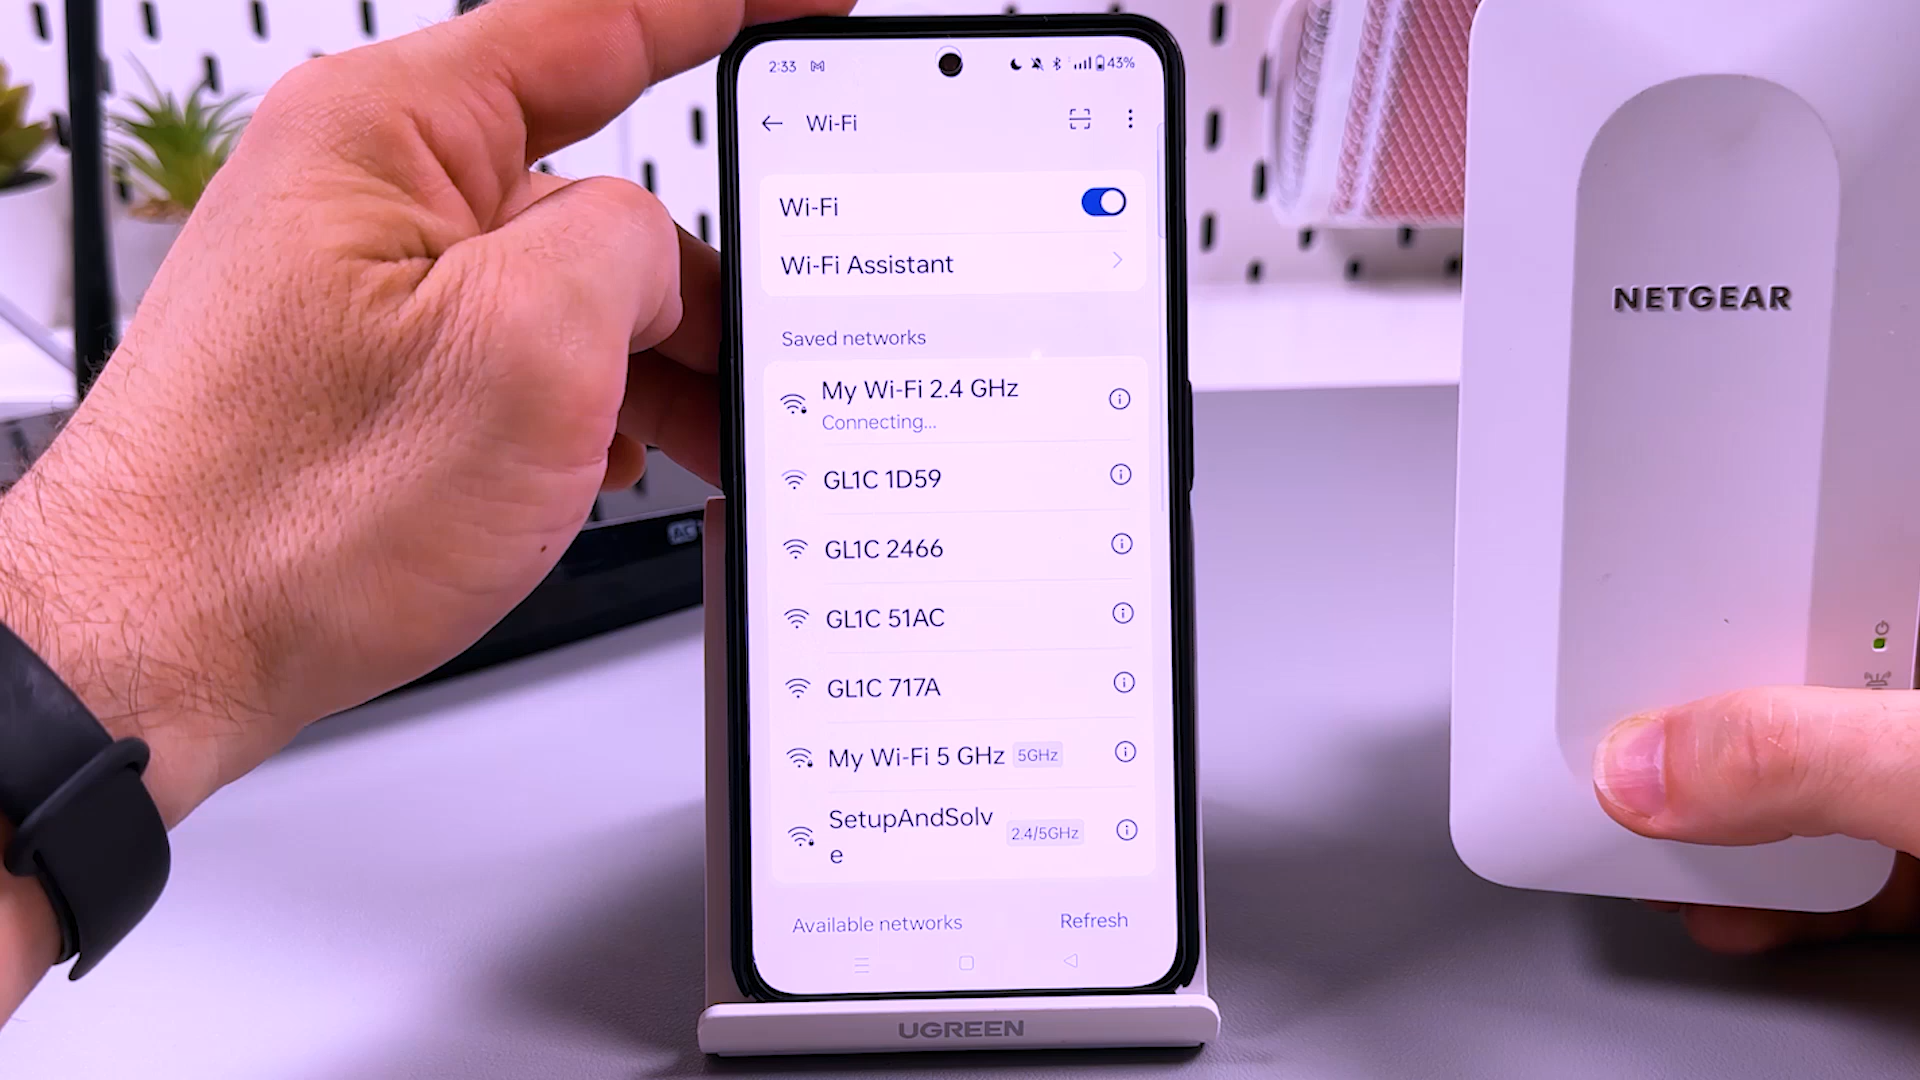 2:33
43%
Wi-Fi
Wi-Fi
Wi-Fi Assistant
Saved networks
My Wi-Fi 2.4 GHz
Connecting...
GL1C 1D59
GL1C 2466
GL1C 51AC
GL1C 717A
My Wi-Fi 5 GHz 5GHz
SetupAndSolv
e
2.4/5GHz
Available networks Refresh
UGREEN
NETGEAR